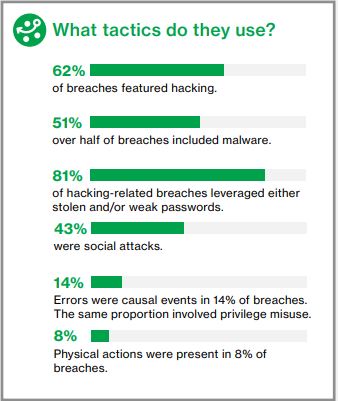 What tactics do they use?
62%
of breaches featured hacking.
51%
over half of breaches included malware.
81%
of hacking-related breaches leveraged either
stolen and/or weak passwords.
43%
were social attacks.
14%
Errors were causal events in 14% of breaches.
The same proportion involved privilege misuse.
8%
Physical actions were present in 8% of
breaches.